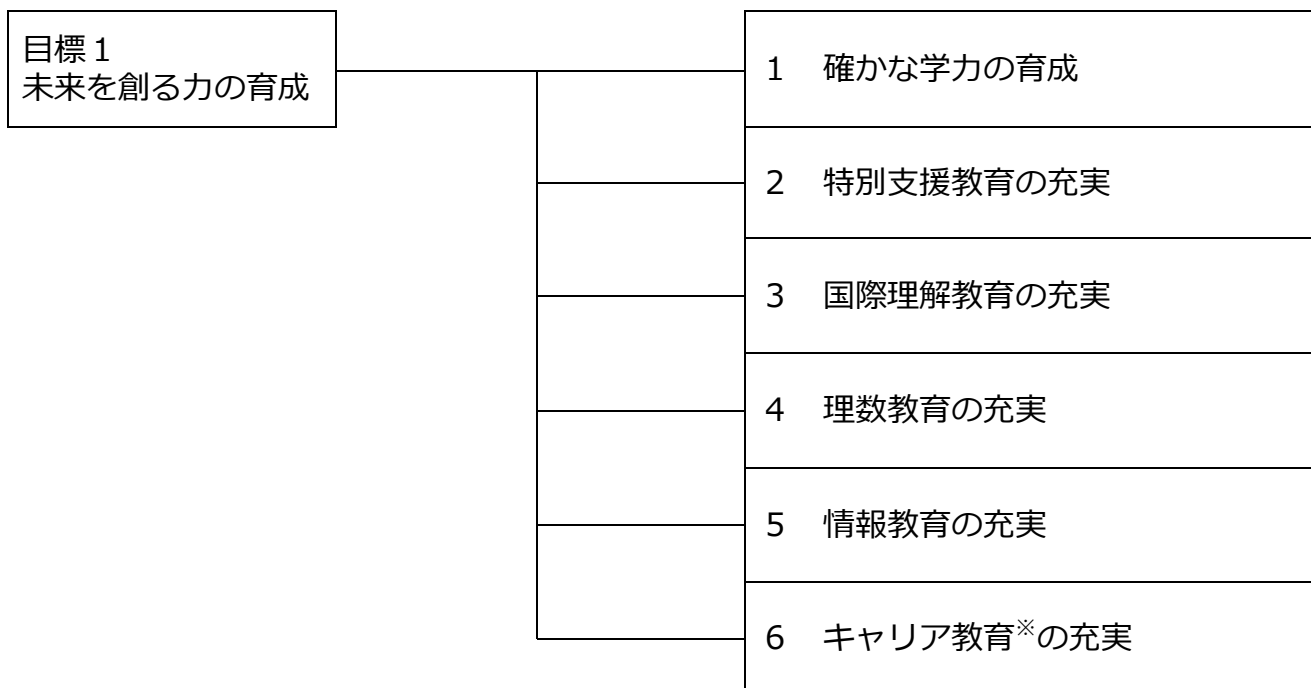 目標１
未来を創る力の育成
1　確かな学力の育成
2　特別支援教育の充実
3　国際理解教育の充実
4　理数教育の充実
5　情報教育の充実
6　キャリア教育※の充実